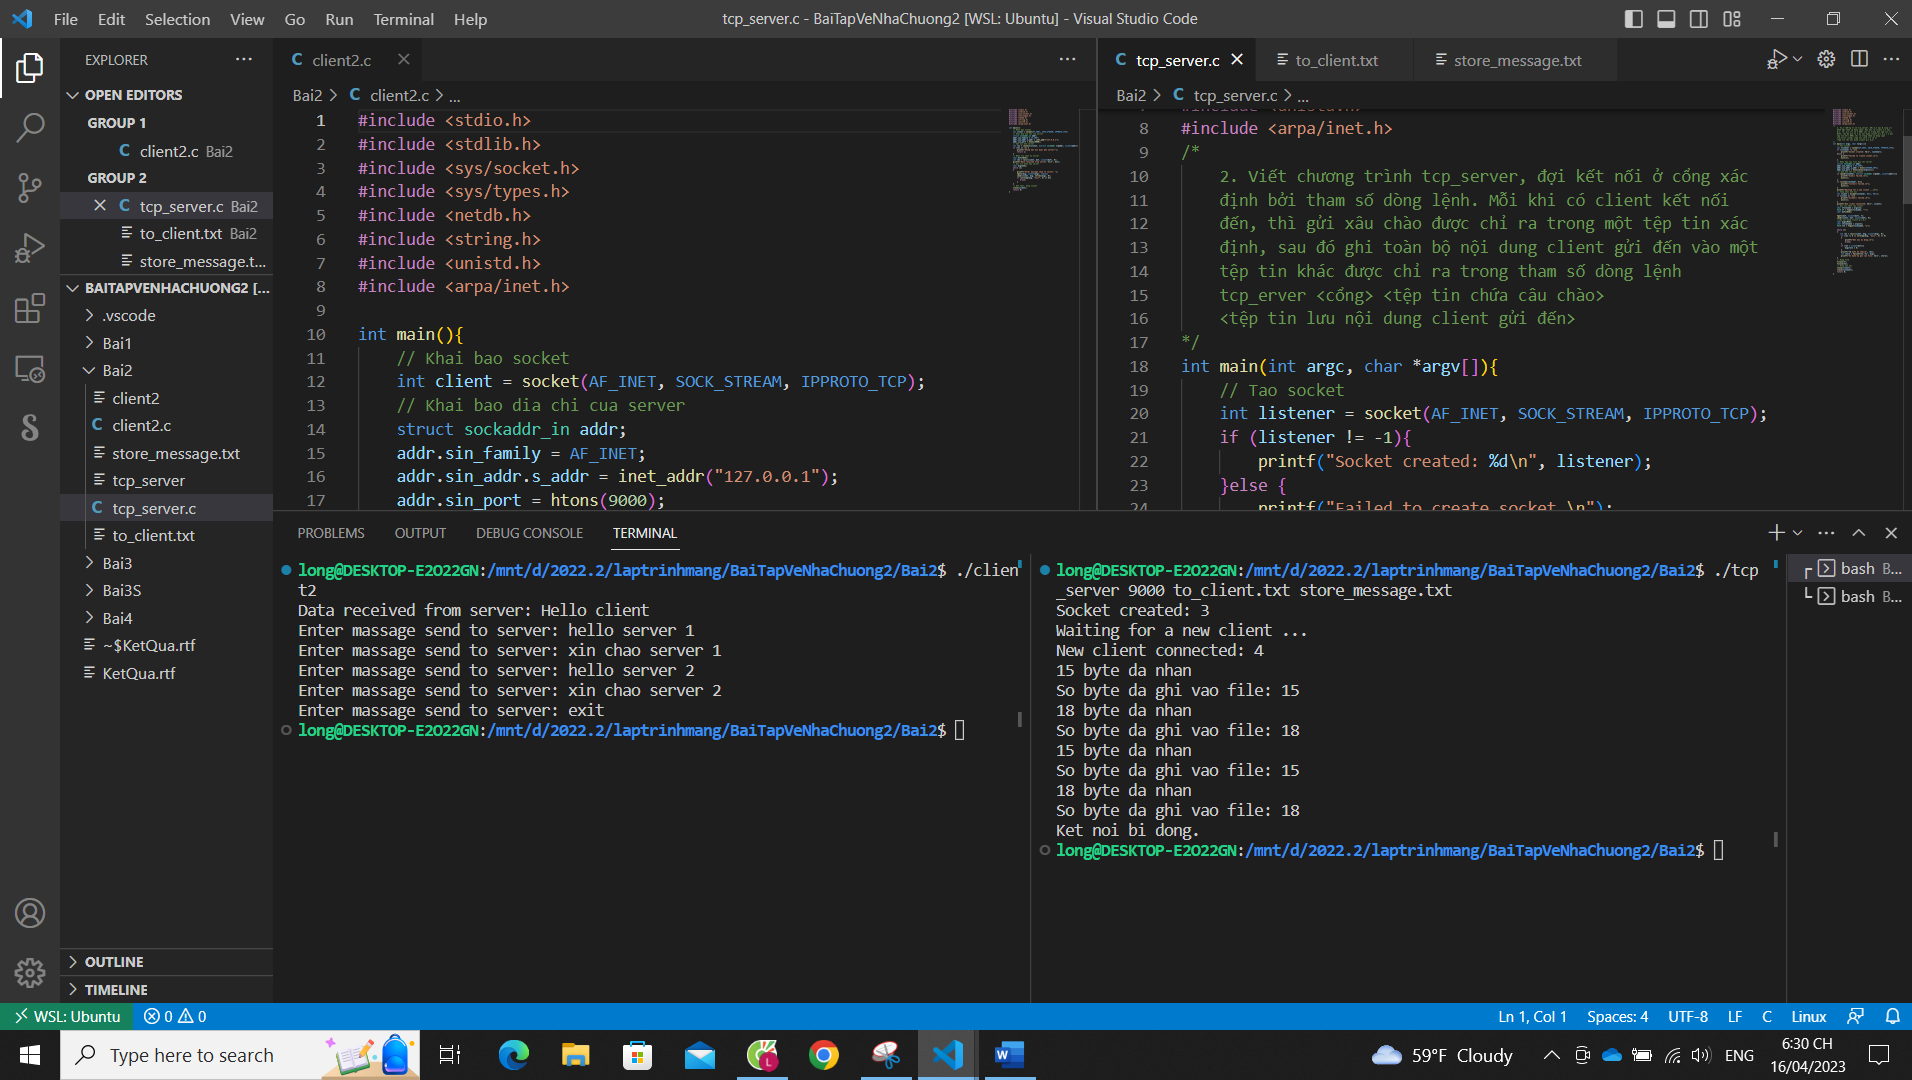 File Edit Selection View Go Run Terminal Help
tcp_server.c - BaiTapVeNhaChuong2 [WSL: Ubuntu] - Visual Studio Code
EXPLORER
OPEN EDITORS
GROUP 1
client2.c Bai2
GROUP 2
tcp_server.c Bai2
to_client.txt Bai2
store_message.t...
BAITAPVENHACHUONG2 [...
.vscode
Bai1
Bai2
client2
client2.c
store_message.txt
tcp_server
tcp_server.c
to_client.txt
Bai3
Bai3S
Bai4
~$KetQua.rtf
KetQua.rtf
OUTLINE
TIMELINE
client2.c
Bai2 > client2.c > ...
1 #include <stdio.h>
2 #include <stdlib.h>
3 #include <sys/socket.h>
4 #include <sys/types.h>
5 #include <netdb.h>
6 #include <string.h>
7 #include <unistd.h>
8 #include <arpa/inet.h>
9
10 int main(){
11 // Khai bao socket
12 int client = socket(AF_INET, SOCK_STREAM, IPPROTO_TCP);
13 // Khai bao dia chi cua server
14 struct sockaddr_in addr;
15 addr.sin_family = AF_INET;
16 addr.sin_addr.s_addr = inet_addr("127.0.0.1");
17 addr.sin_port = htons(9000);
tcp_server.c to_client.txt store_message.txt
Bai2 > tcp_server.c > ...
8 #include <arpa/inet.h>
9 /*
10 2. Viết chương trình tcp_server, đợi kết nối ở cổng xác
11 định bởi tham số dòng lệnh. Mỗi khi có client kết nối
12 đến, thì gửi xâu chào được chỉ ra trong một tệp tin xác
13 định, sau đó ghi toàn bộ nội dung client gửi đến vào một
14 tệp tin khác được chỉ ra trong tham số dòng lệnh
15 tcp_erver <cổng> <tệp tin chứa câu chào>
16 <tệp tin lưu nội dung client gửi đến>
17 */
18 int main(int argc, char *argv[]){
19 // Tao socket
20 int listener = socket(AF_INET, SOCK_STREAM, IPPROTO_TCP);
21 if (listener != -1){
22 printf("Socket created: %d\n", listener);
23 }else {
24 printf("Failed to create socket.\n");
PROBLEMS OUTPUT DEBUG CONSOLE TERMINAL
long@DESKTOP-E2O22GN:/mnt/d/2022.2/laptrinhmang/BaiTapVeNhaChuong2/Bai2$ ./clien
t2
Data received from server: Hello client
Enter massage send to server: hello server 1
Enter massage send to server: xin chao server 1
Enter massage send to server: hello server 2
Enter massage send to server: xin chao server 2
Enter massage send to server: exit
long@DESKTOP-E2O22GN:/mnt/d/2022.2/laptrinhmang/BaiTapVeNhaChuong2/Bai2$
long@DESKTOP-E2O22GN:/mnt/d/2022.2/laptrinhmang/BaiTapVeNhaChuong2/Bai2$ ./tcp
_server 9000 to_client.txt store_message.txt
Socket created: 3
Waiting for a new client ...
New client connected: 4
15 byte da nhan
So byte da ghi vao file: 15
18 byte da nhan
So byte da ghi vao file: 18
15 byte da nhan
So byte da ghi vao file: 15
18 byte da nhan
So byte da ghi vao file: 18
Ket noi bi dong.
long@DESKTOP-E2O22GN:/mnt/d/2022.2/laptrinhmang/BaiTapVeNhaChuong2/Bai2$
bash B...
bash B...
WSL: Ubuntu 0 0
Ln 1, Col 1 Spaces: 4 UTF-8 LF C Linux
Type here to search
59°F Cloudy
ENG
6:30 CH
16/04/2023